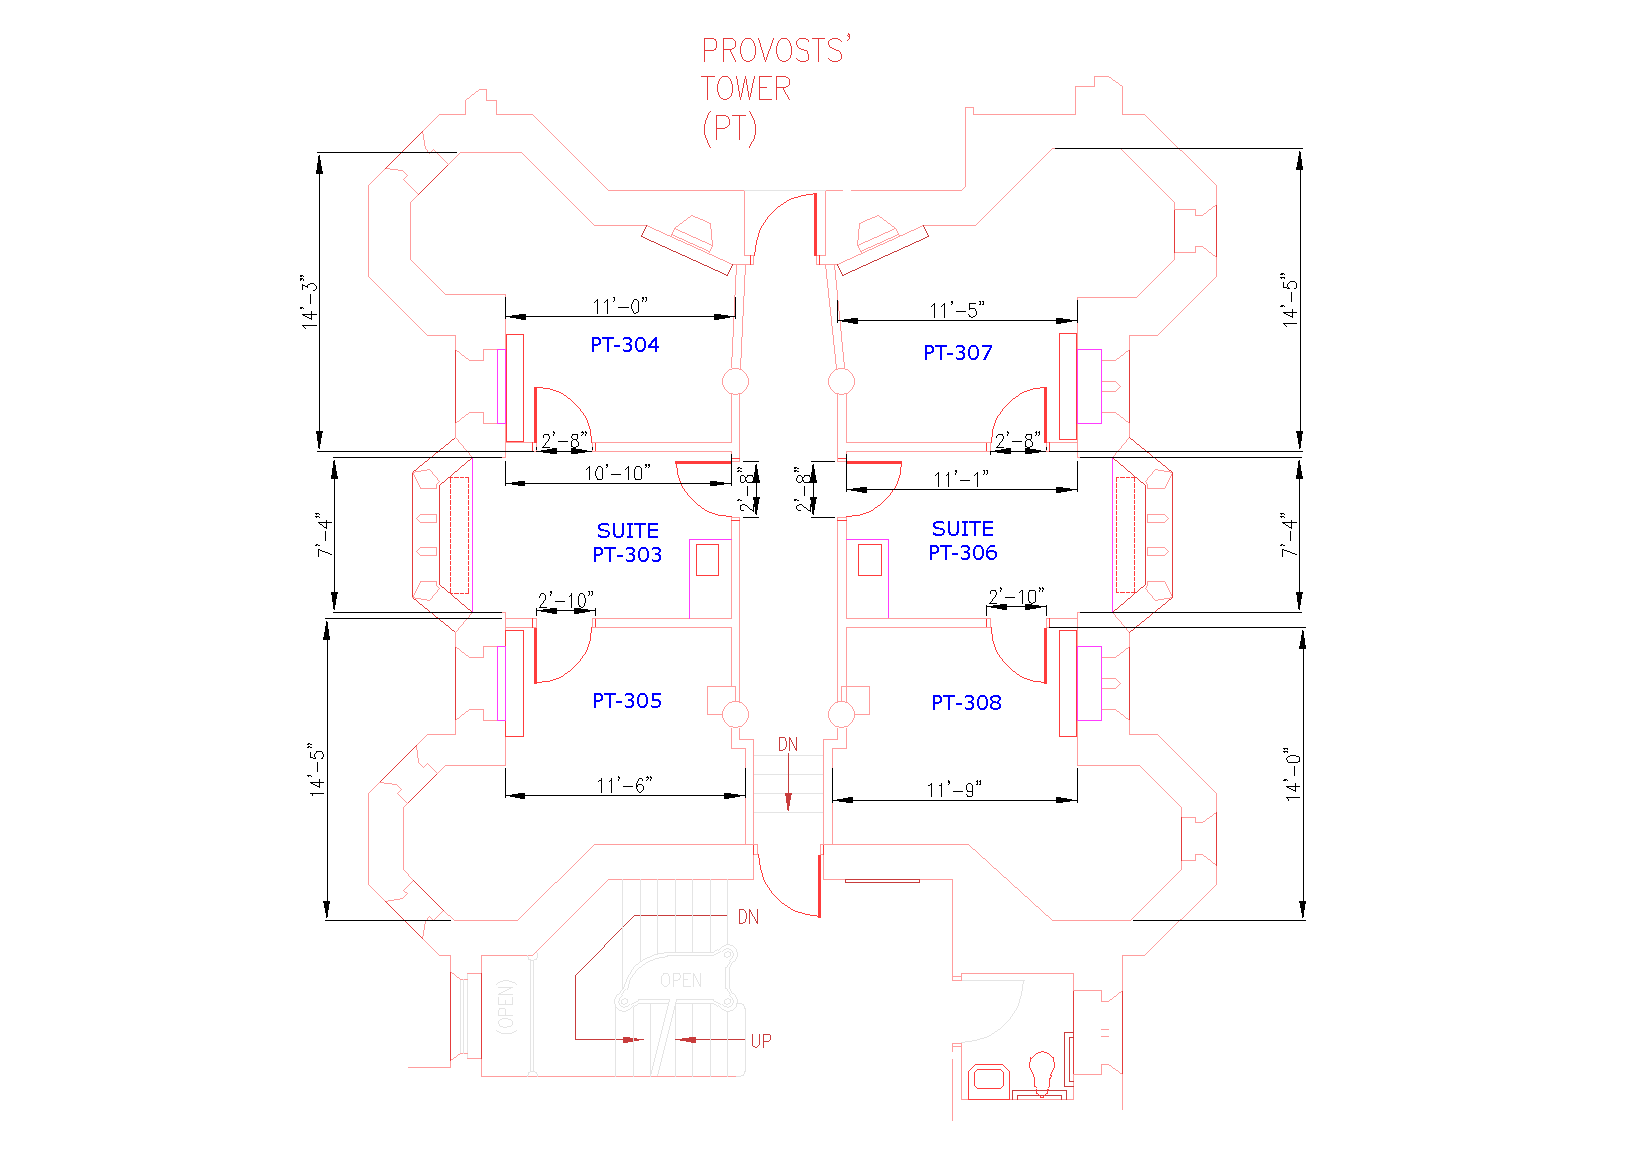 PROVOSTS'
TOWER
(PT)
14'-3"
14'-5"
11'-0"
11'-5"
PT-304
PT-307
2'-8"
2'-8"
10'-10"
11'-1"
2'-8"
2'-8"
7'-4"
7'-4"
SUITE
PT-303
SUITE
PT-306
2'-10"
2'-10"
PT-305
PT-308
14'-5"
14'-0"
DN
11'-6"
11'-9"
DN
OPEN
(OPEN)
UP